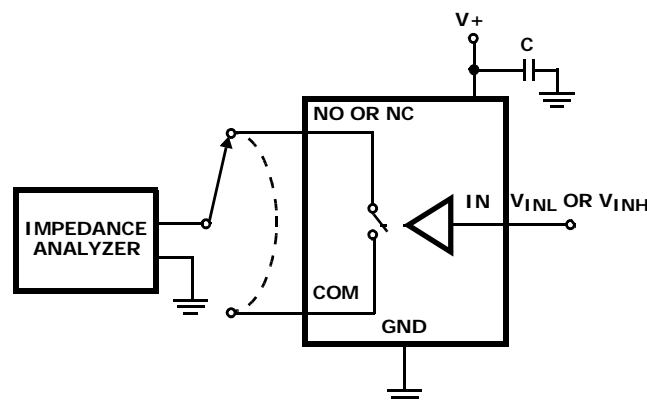 V+
C
NO OR NC
IMPEDANCE
ANALYZER
IN
VINL OR VINH
COM
GND